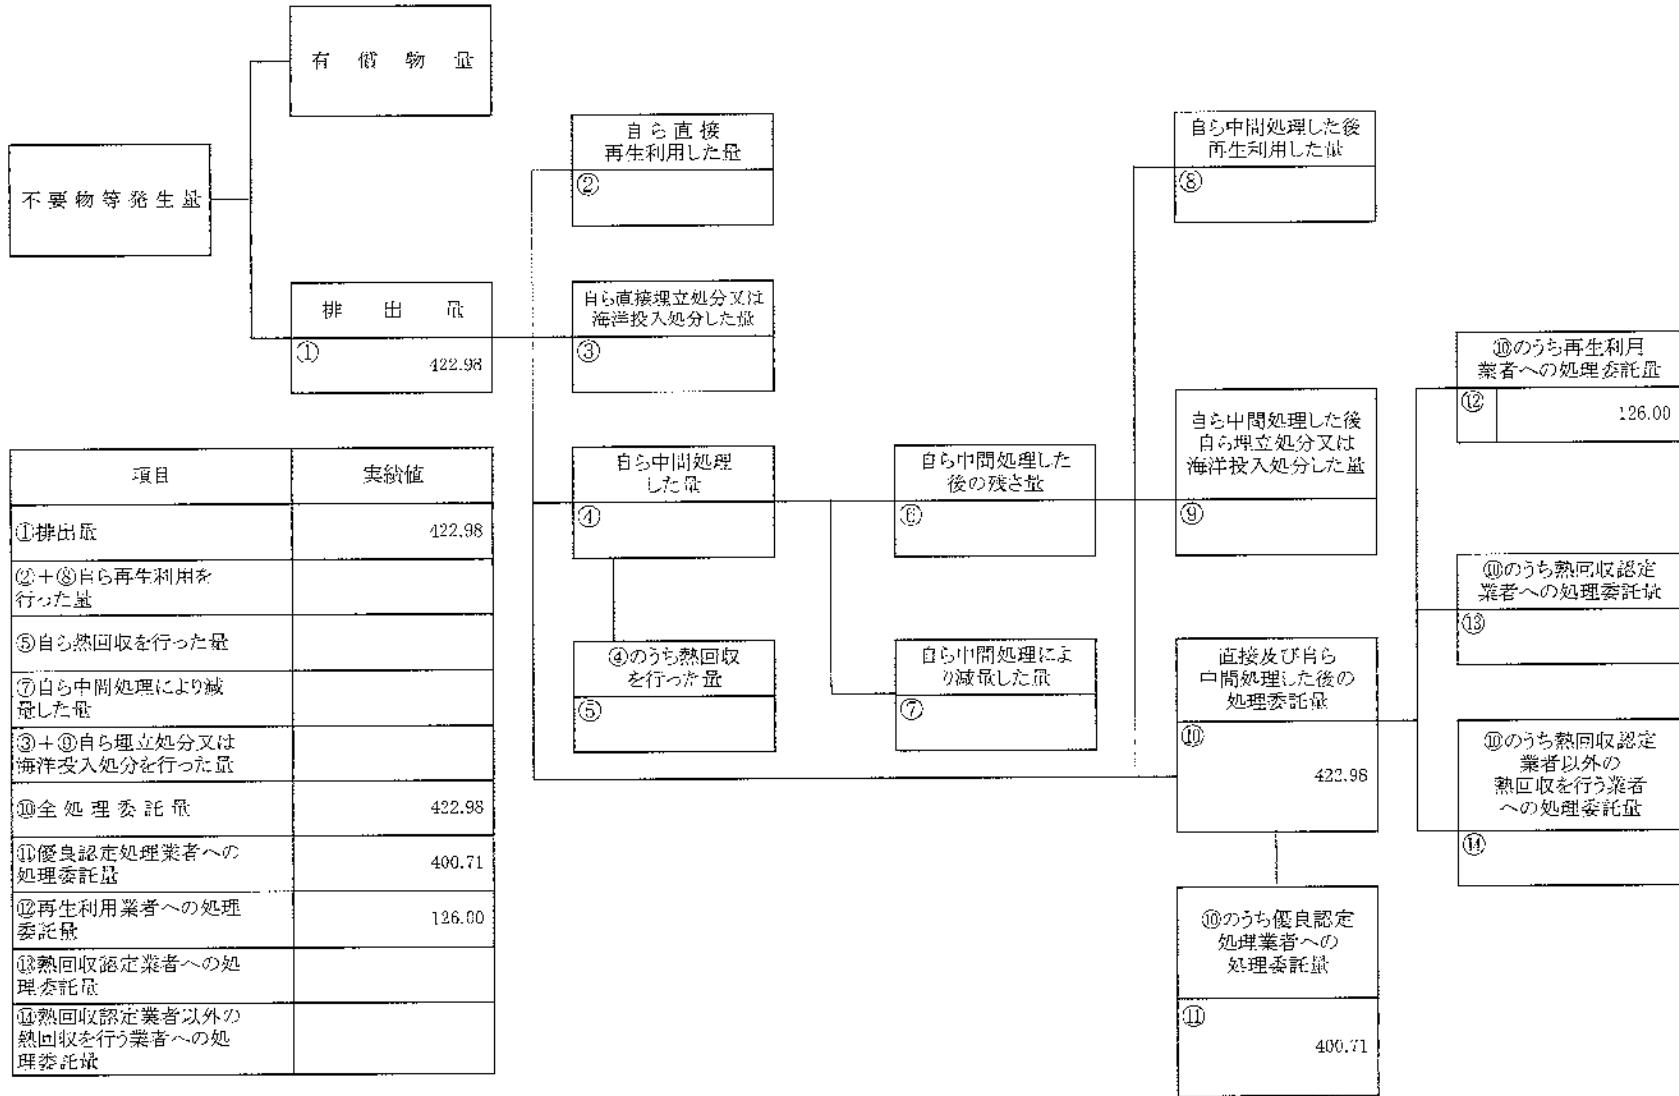 有償物量
不要物等発生量
排出量
①
422.98
自ら直接
再生利用した量
②
自ら直接埋立処分又は
海洋投入処分した量
③
自ら中間処理
した量
④
④のうち熱回収
を行った量
⑤
自ら中間処理した
後の残さ量
⑥
自ら中間処理によ
り減量した量
⑦
自ら中間処理した後
再生利用した量
⑧
自ら中間処理した後
自ら埋立処分又は
海洋投入処分した量
⑨
直接及び自ら
中間処理した後の
処理委託量
⑩
422.98
⑩のうち優良認定
処理業者への
処理委託量
⑪
400.71
⑩のうち再生利用
業者への処理委託量
⑫
126.00
⑩のうち熱回収認定
業者への処理委託量
⑬
⑩のうち熱回収認定
業者以外の
熱回収を行う業者
への処理委託量
⑭
項目 実績値
①排出量 422.98
②+⑧自ら再生利用を
行った量
⑤自ら熱回収を行った量
⑦自ら中間処理により減
量した量
③+⑨自ら埋立処分又は
海洋投入処分を行った量
⑩全処理委託量 422.98
⑪優良認定処理業者への
処理委託量 400.71
⑫再生利用業者への処理
委託量 126.00
⑬熱回収認定業者への処
理委託量
⑭熱回収認定業者以外の
熱回収を行う業者への処
理委託量